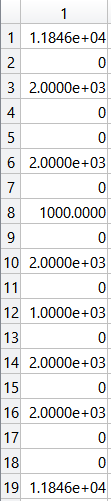 1
1 1.1846e+04
2 0
3 2.0000e+03
4 0
5 0
6 2.0000e+03
7 0
8 1000.0000
9 0
10 2.0000e+03
11 0
12 1.0000e+03
13 0
14 2.0000e+03
15 0
16 2.0000e+03
17 0
18 0
19 1.1846e+04